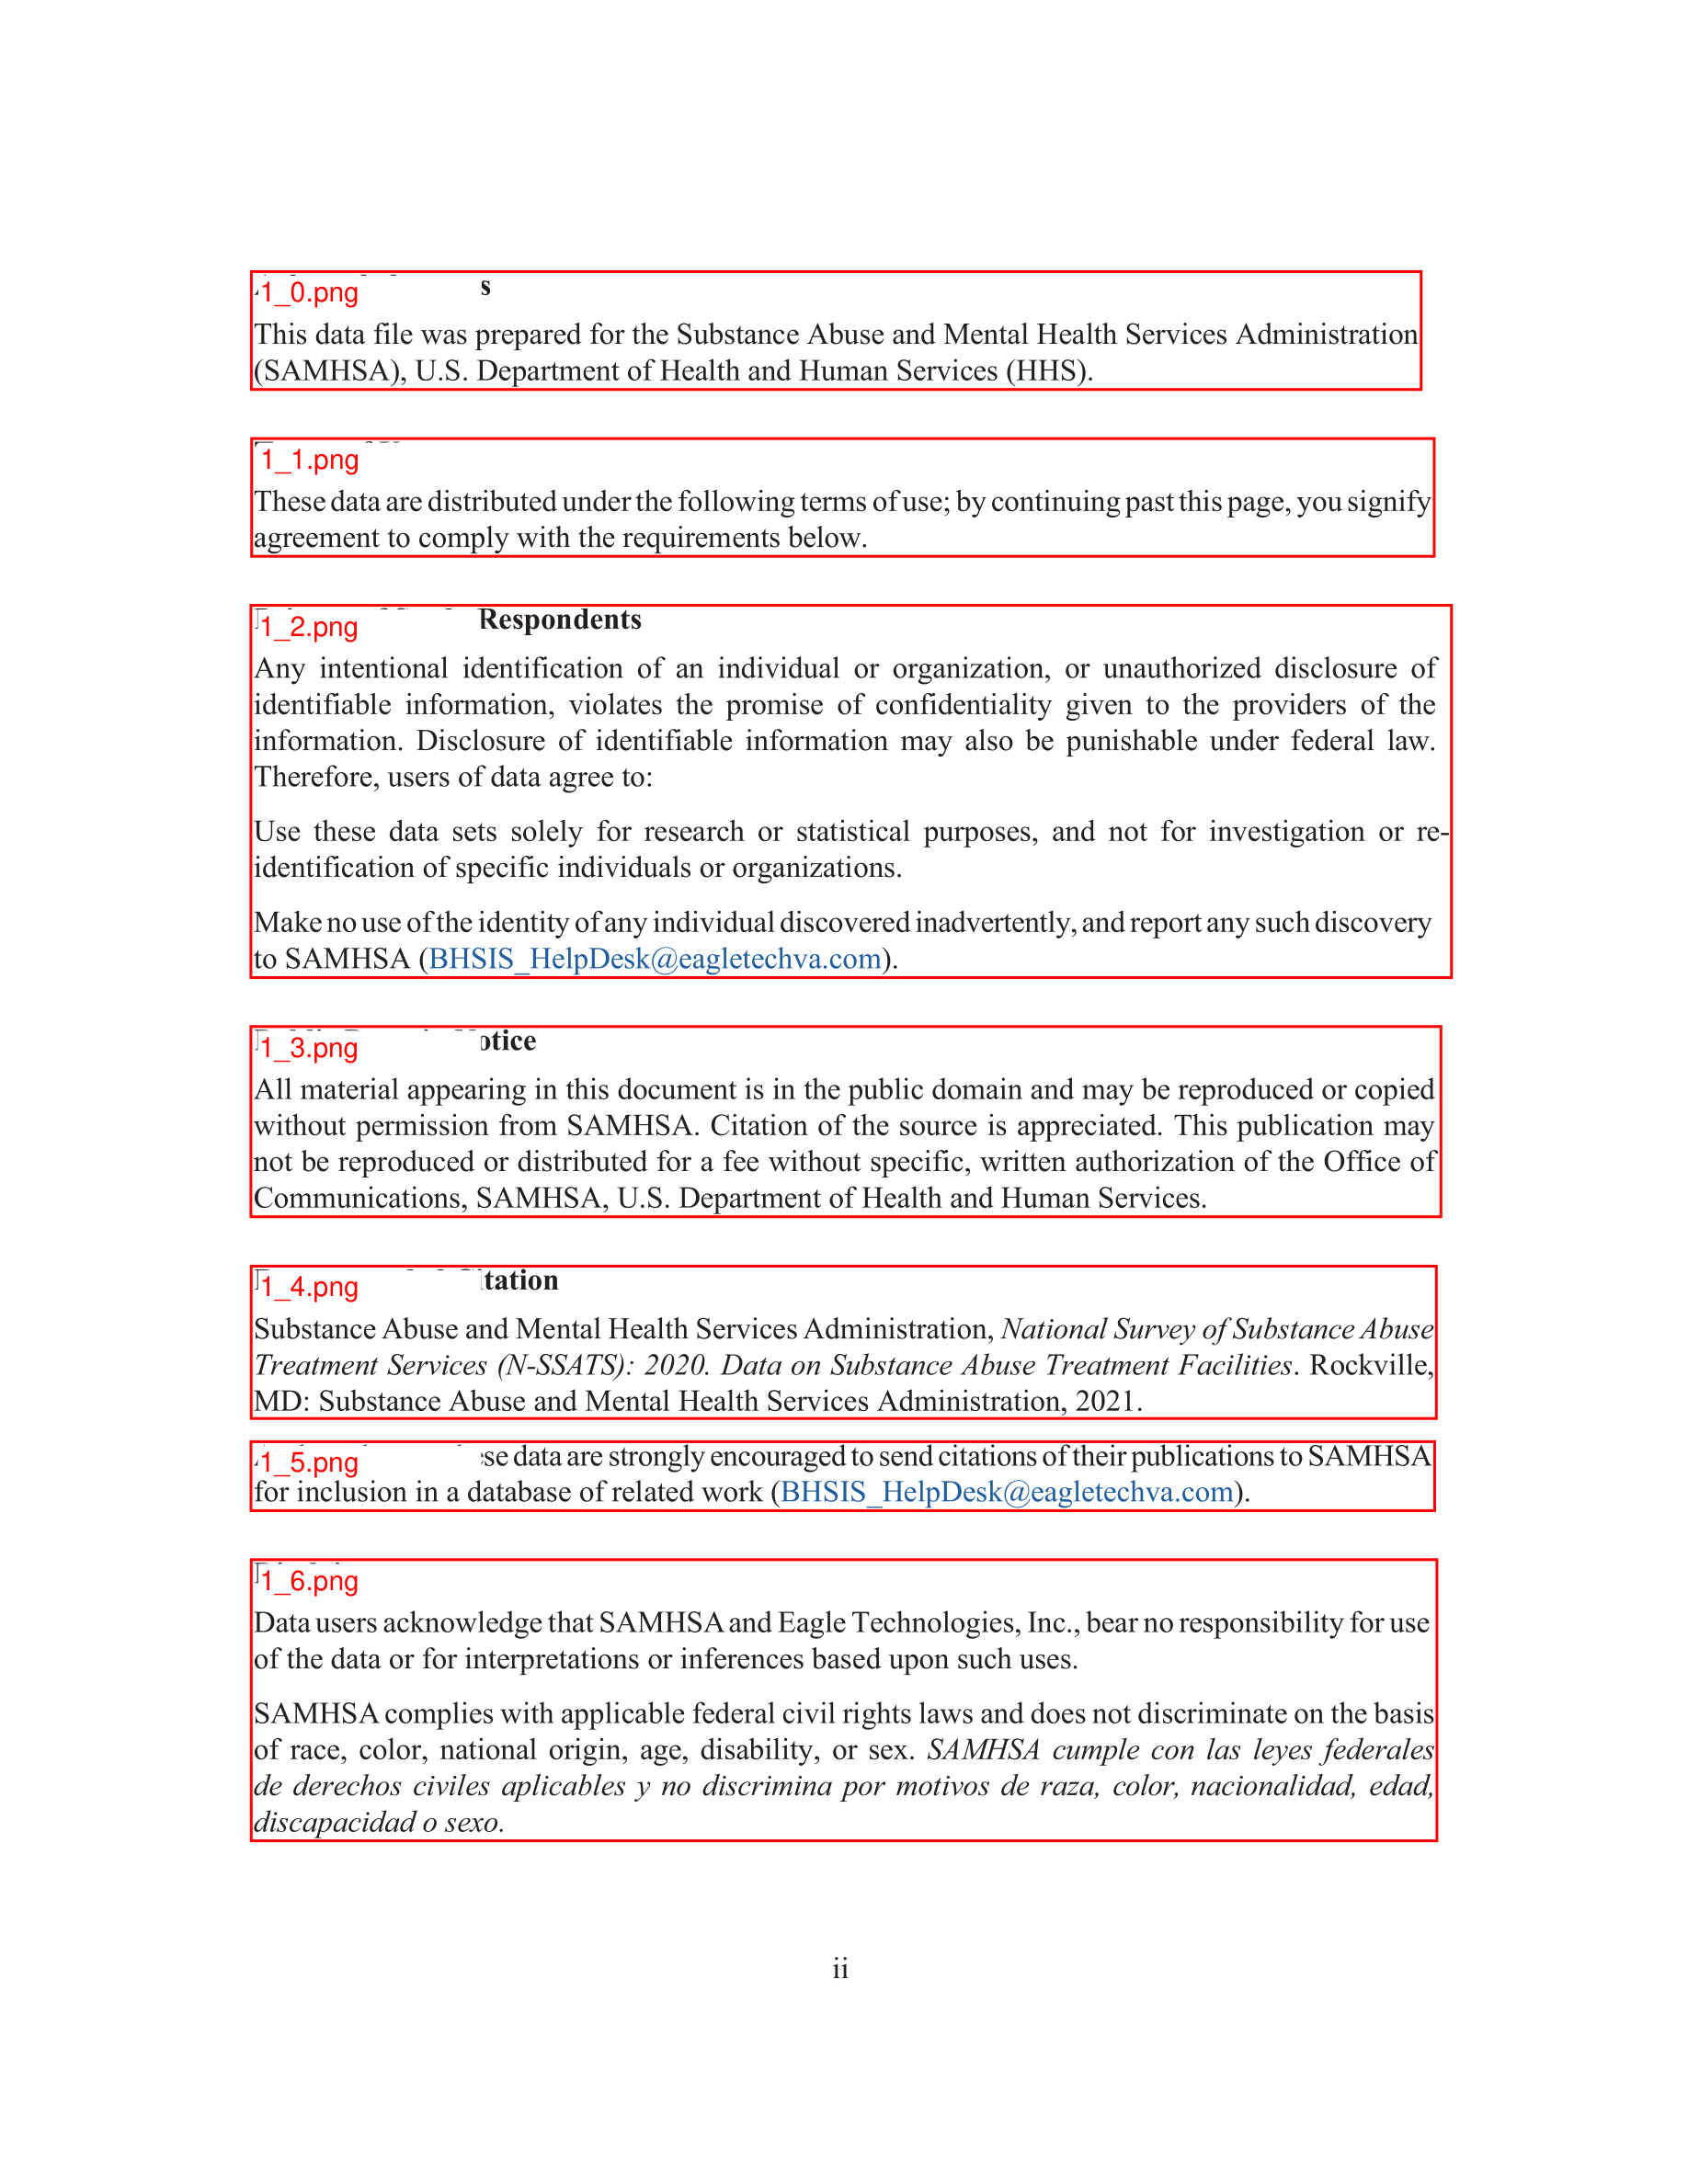 1_0.png
This data file was prepared for the Substance Abuse and Mental Health Services Administration
(SAMHSA), U.S. Department of Health and Human Services (HHS).
1_1.png
These data are distributed under the following terms of use; by continuing past this page, you signify
agreement to comply with the requirements below.
1_2.png Respondents
Any intentional identification of an individual or organization, or unauthorized disclosure of
identifiable information, violates the promise of confidentiality given to the providers of the
information. Disclosure of identifiable information may also be punishable under federal law.
Therefore, users of data agree to:
Use these data sets solely for research or statistical purposes, and not for investigation or re-
identification of specific individuals or organizations.
Make no use of the identity of any individual discovered inadvertently, and report any such discovery
to SAMHSA (BHSIS_HelpDesk@eagletechva.com).
1_3.png
All material appearing in this document is in the public domain and may be reproduced or copied
without permission from SAMHSA. Citation of the source is appreciated. This publication may
not be reproduced or distributed for a fee without specific, written authorization of the Office of
Communications, SAMHSA, U.S. Department of Health and Human Services.
1_4.png
Substance Abuse and Mental Health Services Administration, National Survey of Substance Abuse
Treatment Services (N-SSATS): 2020. Data on Substance Abuse Treatment Facilities. Rockville,
MD: Substance Abuse and Mental Health Services Administration, 2021.
1_5.png data are strongly encouraged to send citations of their publications to SAMHSA
for inclusion in a database of related work (BHSIS_HelpDesk@eagletechva.com).
1_6.png
Data users acknowledge that SAMHSA and Eagle Technologies, Inc., bear no responsibility for use
of the data or for interpretations or inferences based upon such uses.
SAMHSA complies with applicable federal civil rights laws and does not discriminate on the basis
of race, color, national origin, age, disability, or sex. SAMHSA cumple con las leyes federales
de derechos civiles aplicables y no discrimina por motivos de raza, color, nacionalidad, edad,
discapacidad o sexo.
ii